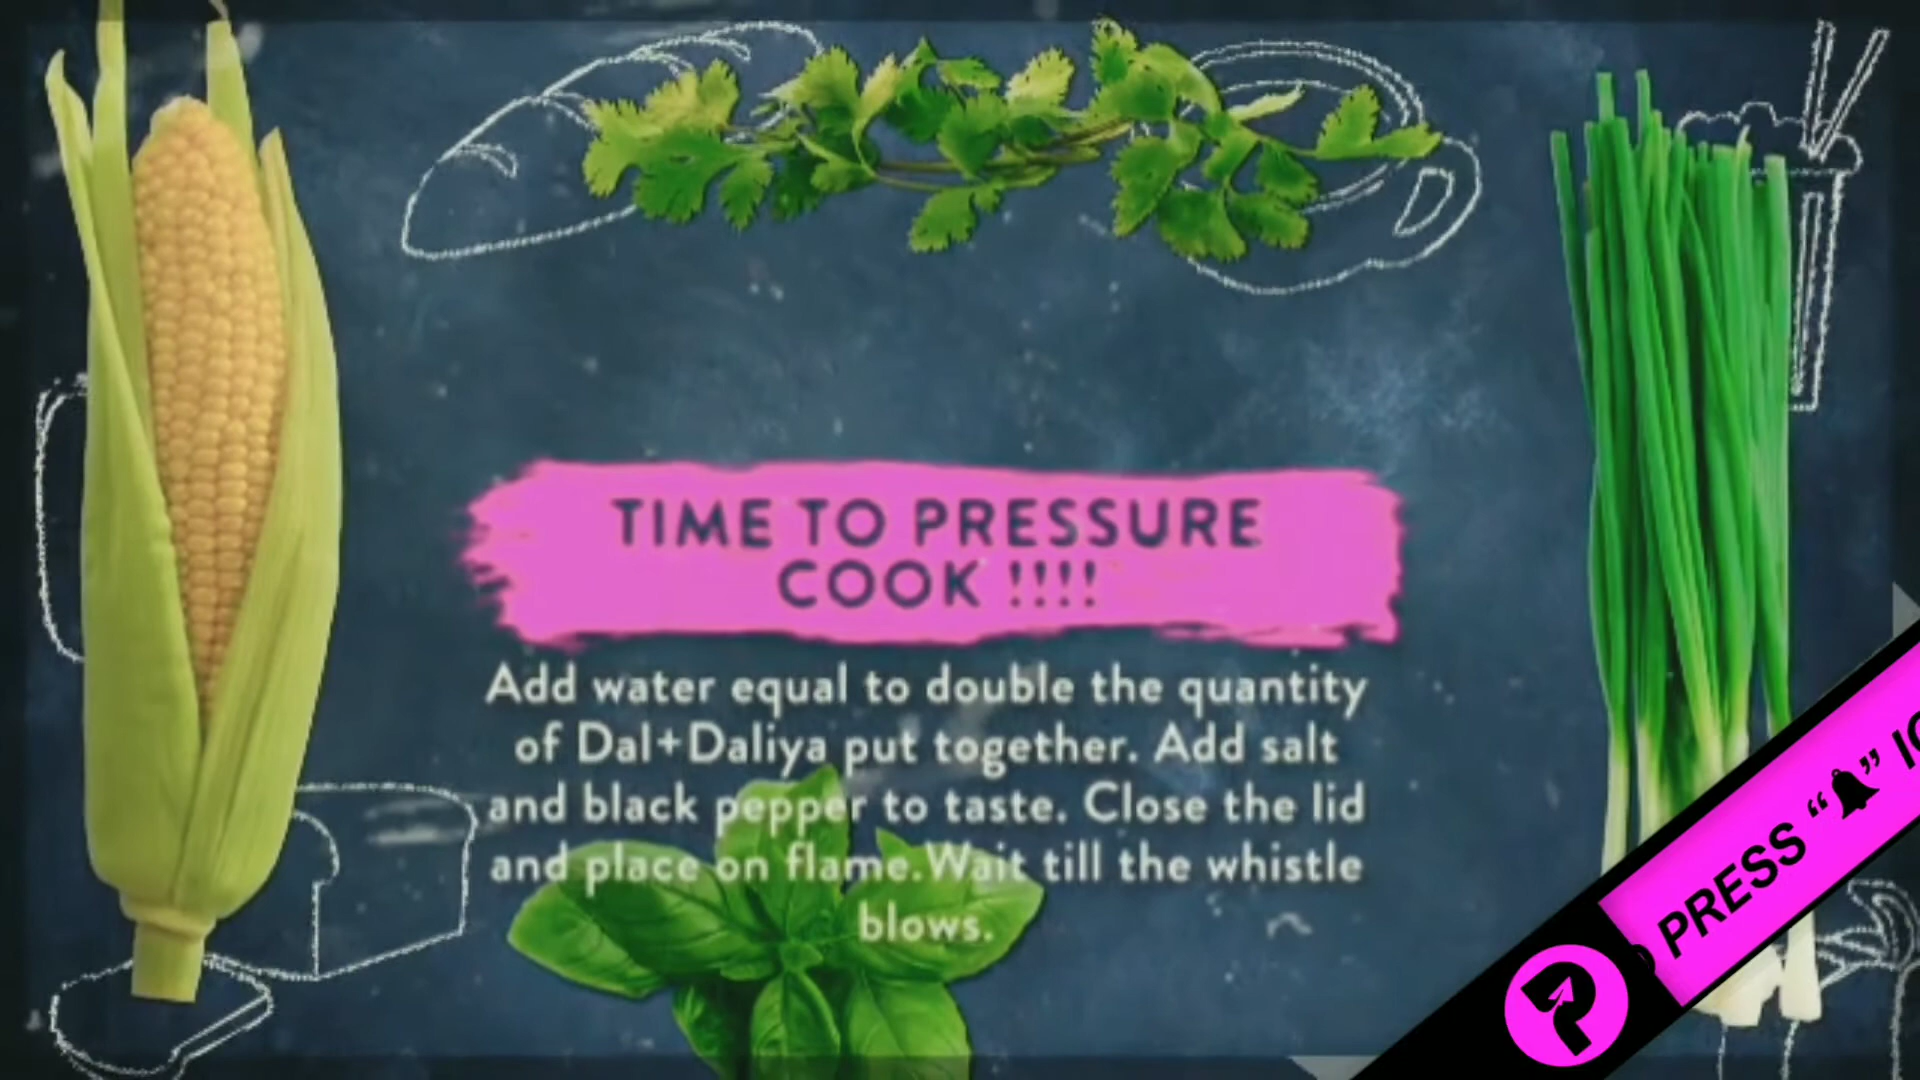 TIME TO PRESSURE
COOK !!!!
Add water equal to double the quantity
of Dal+Daliya put together. Add salt
and black pepper to taste. Close the lid
and place on flame.Wait till the whistle
blows.
PRESS “🔔”